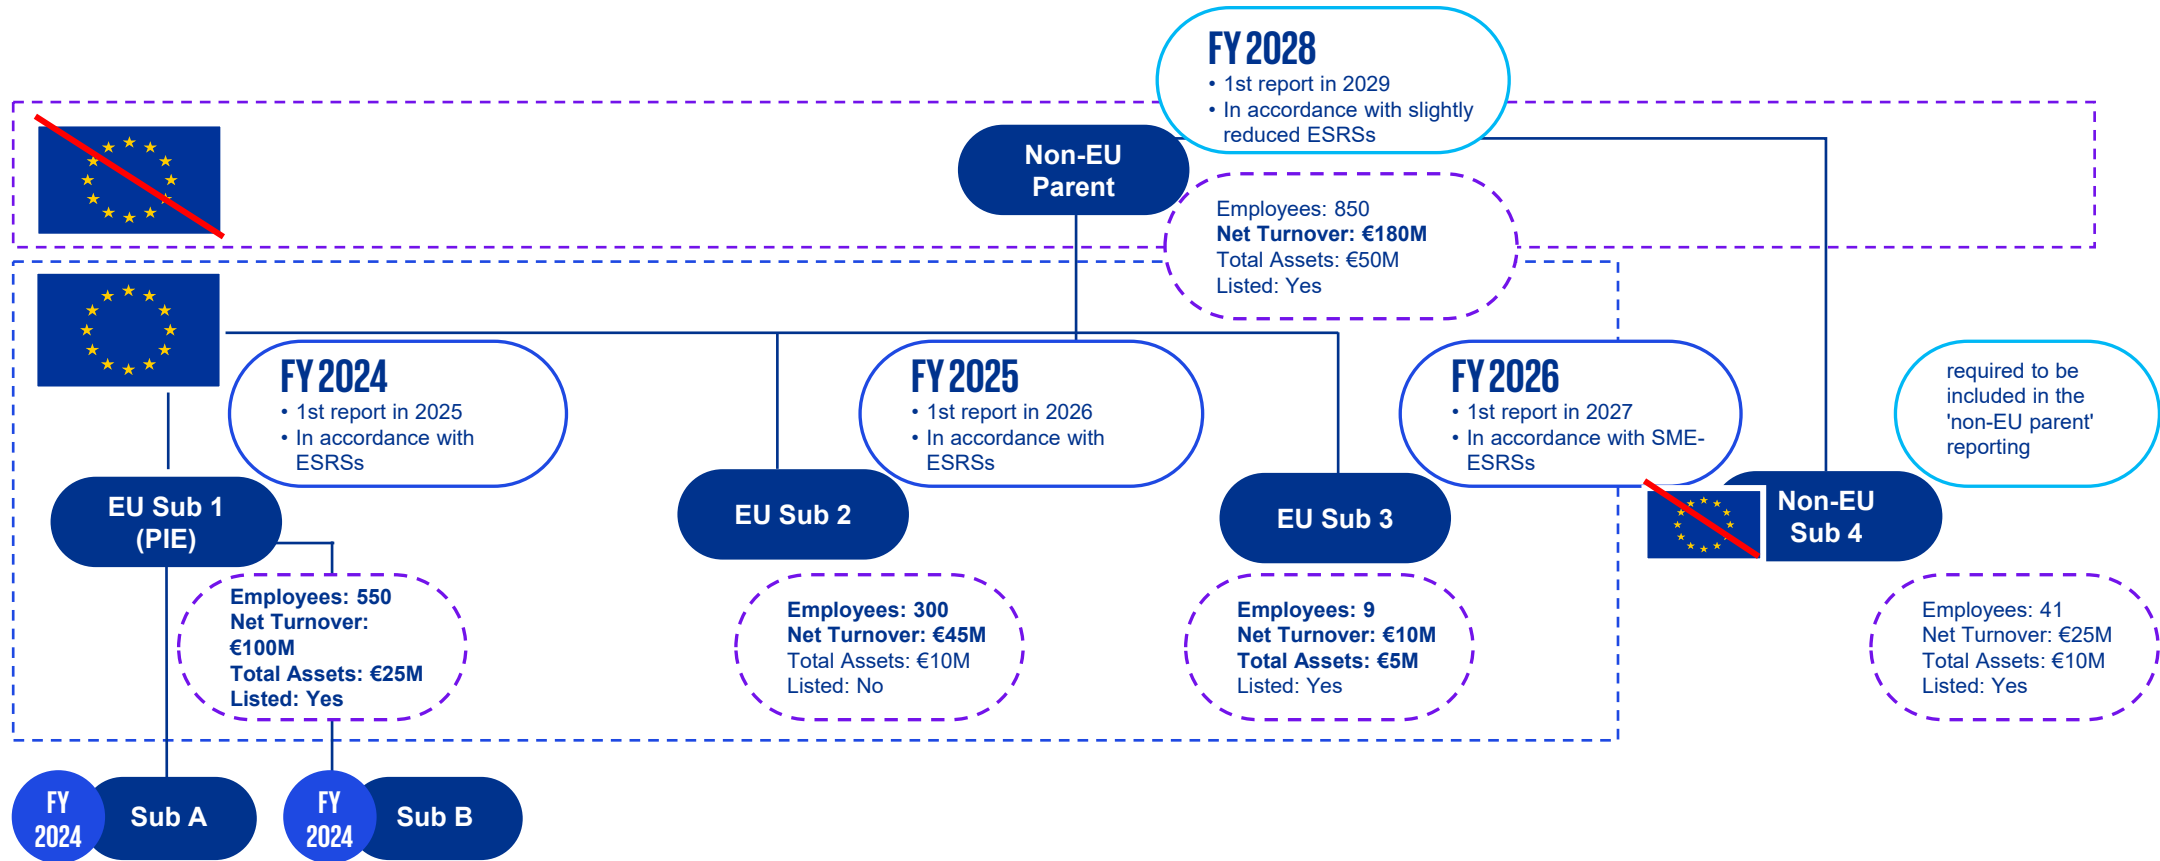 FY 2028
• 1st report in 2029
• In accordance with slightly
reduced ESRSs
Non-EU
Parent
Employees: 850
Net Turnover: €180M
Total Assets: €50M
Listed: Yes
FY 2024
• 1st report in 2025
• In accordance with
ESRSs
FY 2025
• 1st report in 2026
• In accordance with
ESRSs
FY 2026
• 1st report in 2027
• In accordance with SME-
ESRSs
required to be
included in the
'non-EU parent'
reporting
EU Sub 1
(PIE)
EU Sub 2
EU Sub 3
Non-EU
Sub 4
Employees: 550
Net Turnover:
€100M
Total Assets: €25M
Listed: Yes
Employees: 300
Net Turnover: €45M
Total Assets: €10M
Listed: No
Employees: 9
Net Turnover: €10M
Total Assets: €5M
Listed: Yes
Employees: 41
Net Turnover: €25M
Total Assets: €10M
Listed: Yes
FY
2024
Sub A
FY
2024
Sub B